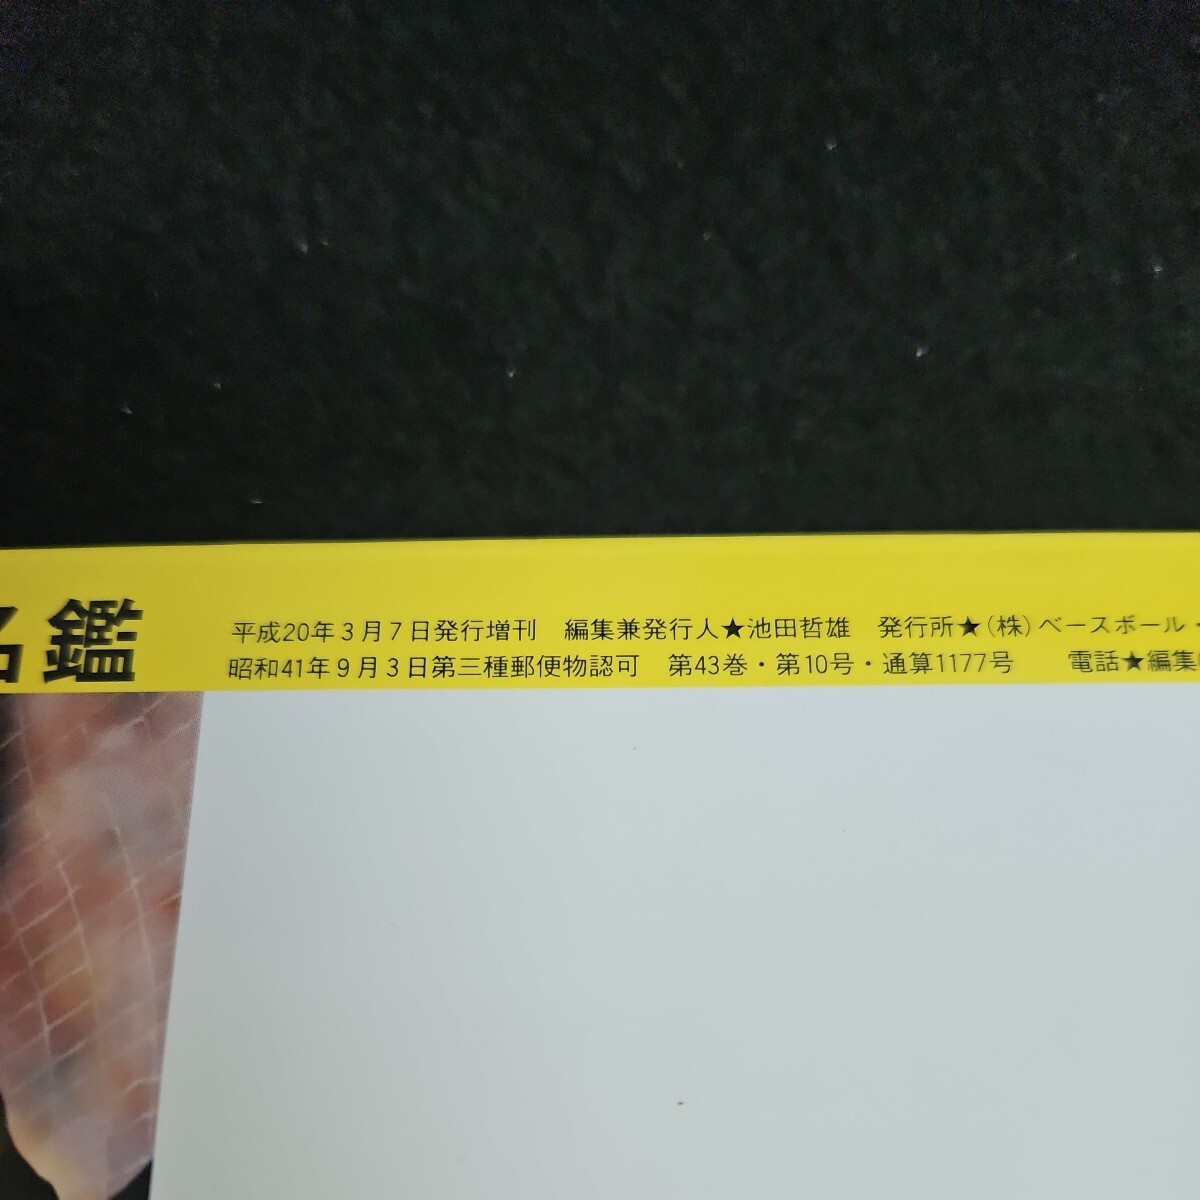 名鑑
平成20年3月7日発行増刊 編集兼発行人★池田哲雄 発行所★(株)ベースボール・
昭和41年9月3日第三種郵便物認可 第43巻・第10号・通算1177号 電話★編集